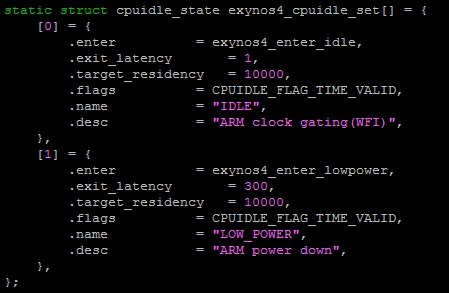 static struct cpuidle_state exynos4_cpuidle_set[] = {
    [0] = {
        .enter          = exynos4_enter_idle,
        .exit_latency       = 1,
        .target_residency   = 10000,
        .flags          = CPUIDLE_FLAG_TIME_VALID,
        .name           = "IDLE",
        .desc           = "ARM clock gating(WFI)",
    },
    [1] = {
        .enter          = exynos4_enter_lowpower,
        .exit_latency       = 300,
        .target_residency   = 10000,
        .flags          = CPUIDLE_FLAG_TIME_VALID,
        .name           = "LOW_POWER",
        .desc           = "ARM power down",
    },
};